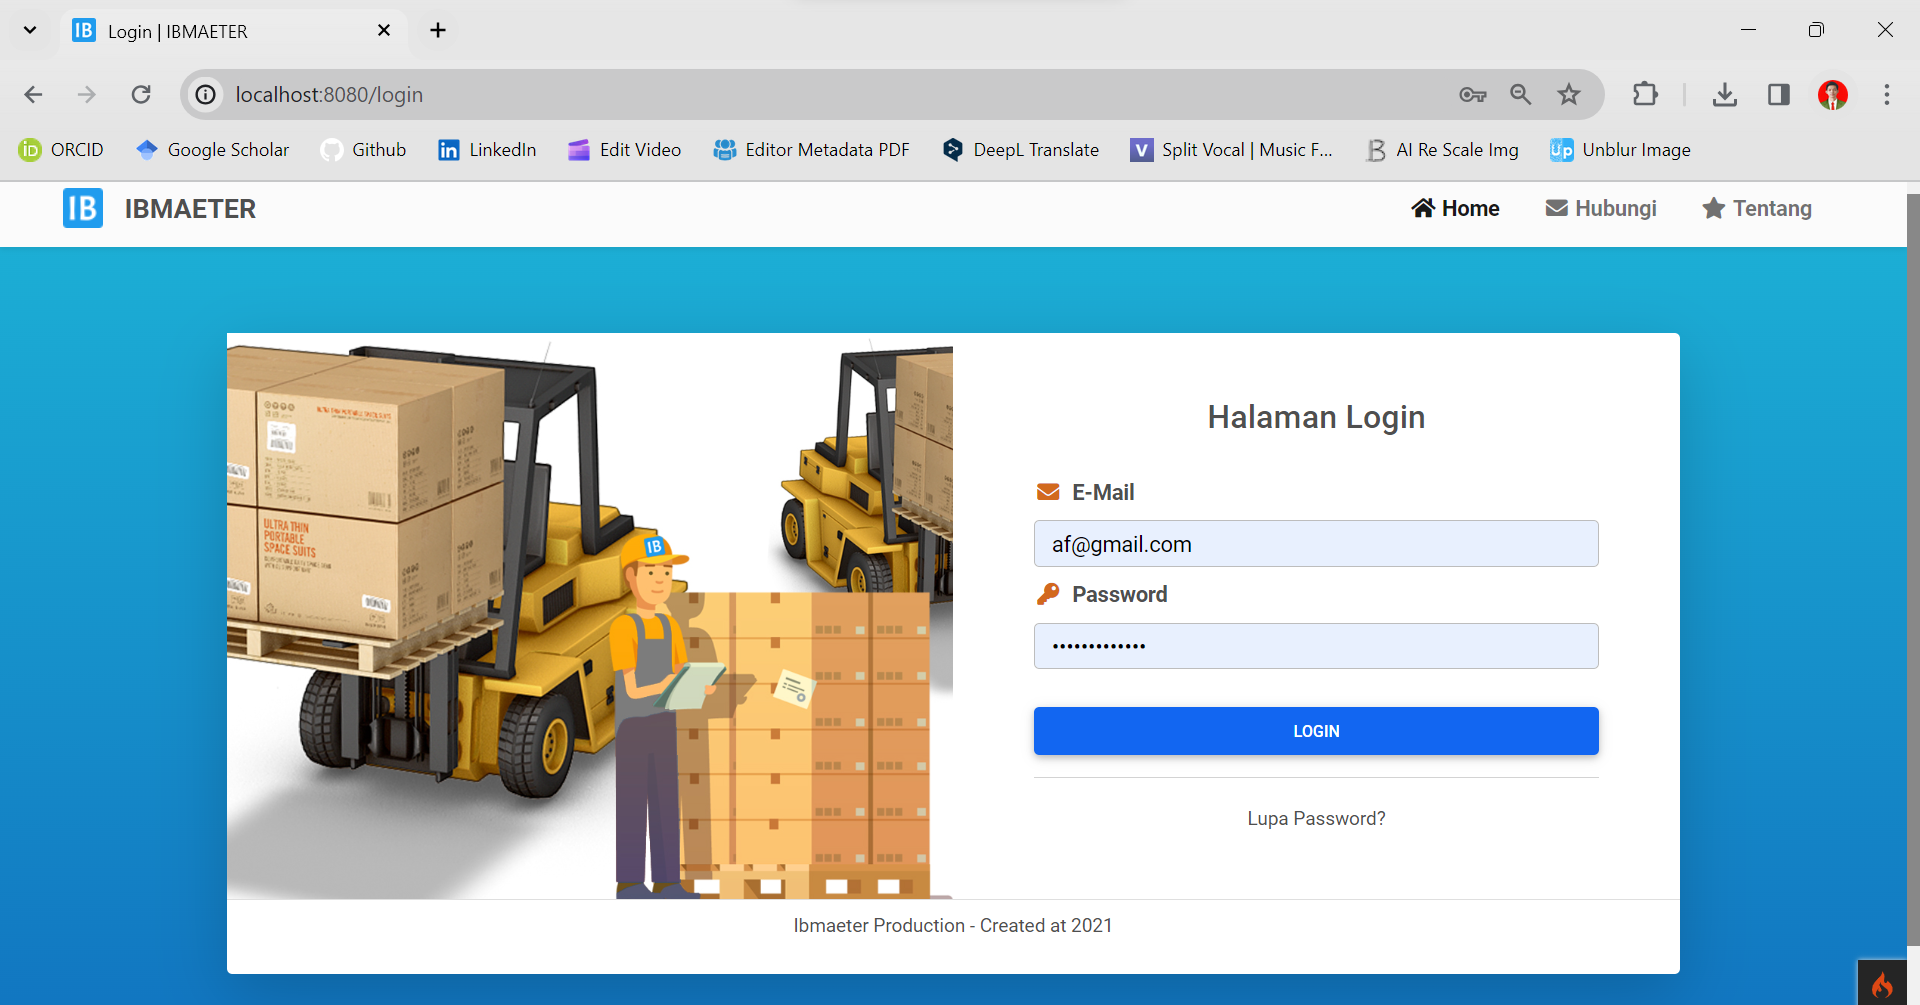 Login | IBMAETER
localhost:8080/login
ORCID
Google Scholar
Github
LinkedIn
Edit Video
Editor Metadata PDF
DeepL Translate
Split Vocal | Music F...
AI Re Scale Img
Unblur Image
IB
IBMAETER
Home
Hubungi
Tentang
ULTRA THIN
PORTABLE
SPACE SUITS
IB
Halaman Login
E-Mail
af@gmail.com
Password
•••••••••••••
LOGIN
Lupa Password?
Ibmaeter Production - Created at 2021